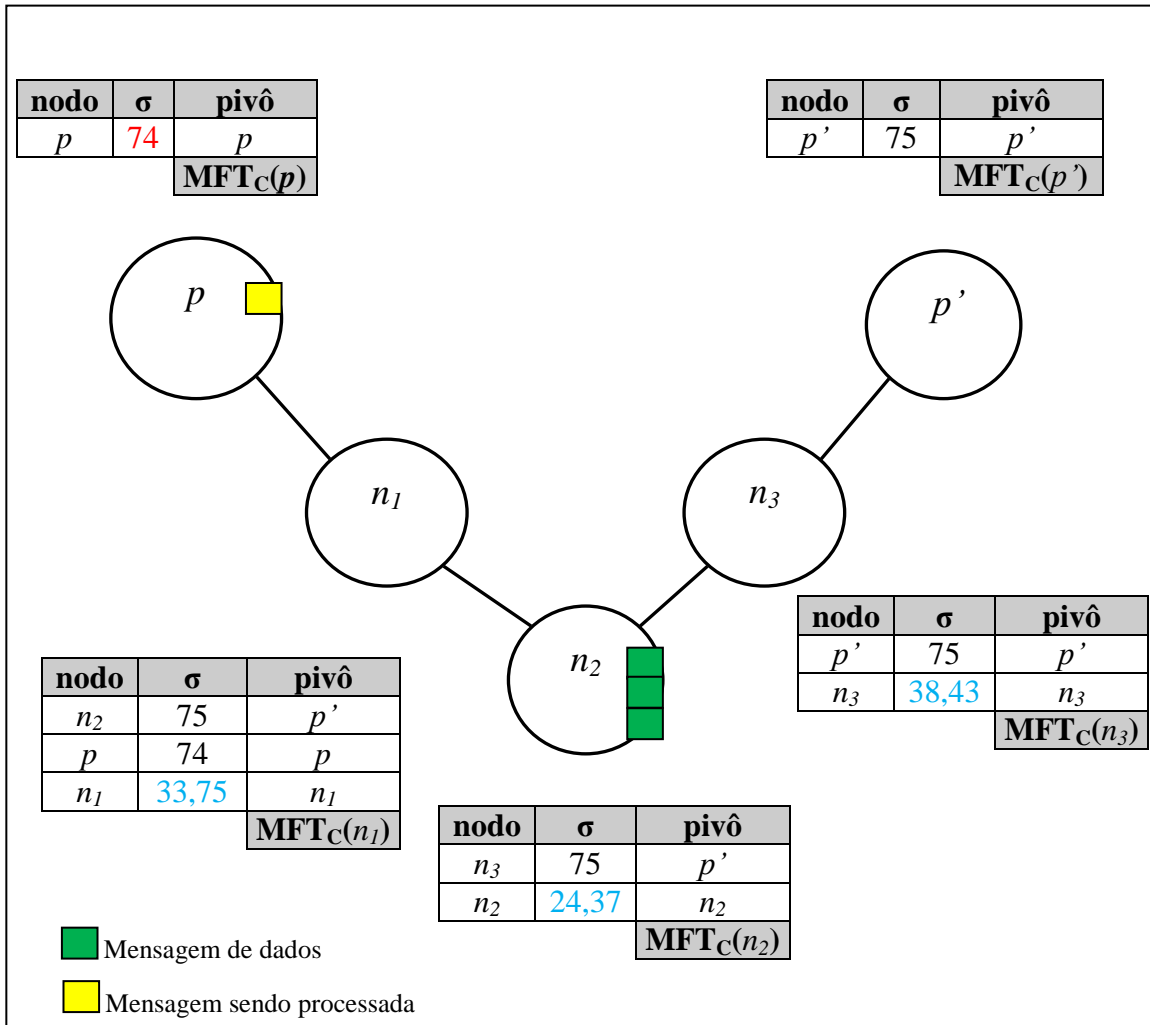 nodo σ pivô
p 74 p
MFTC(p)
nodo σ pivô
p’ 75 p’
MFTC(p’)
p
p’
n1
n3
n2
nodo σ pivô
p’ 75 p’
n3 38,43 n3
MFTC(n3)
nodo σ pivô
n2 75 p’
p 74 p
n1 33,75 n1
MFTC(n1)
nodo σ pivô
n3 75 p’
n2 24,37 n2
MFTC(n2)
Mensagem de dados
Mensagem sendo processada